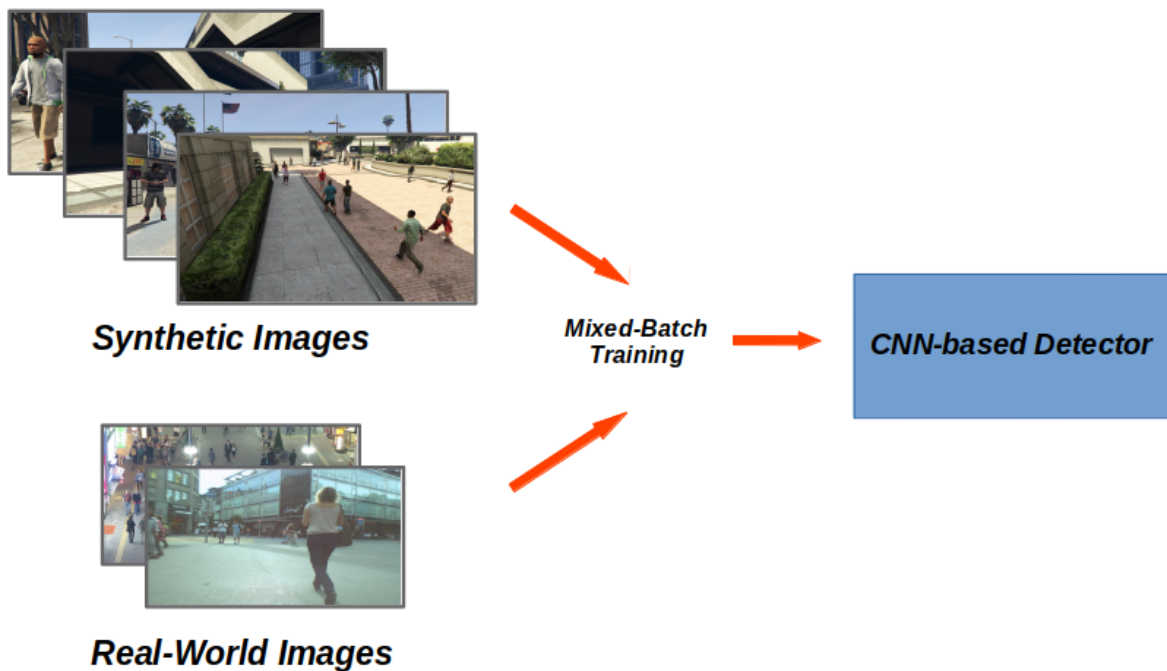 Synthetic Images
Mixed-Batch
Training
CNN-based Detector
Real-World Images